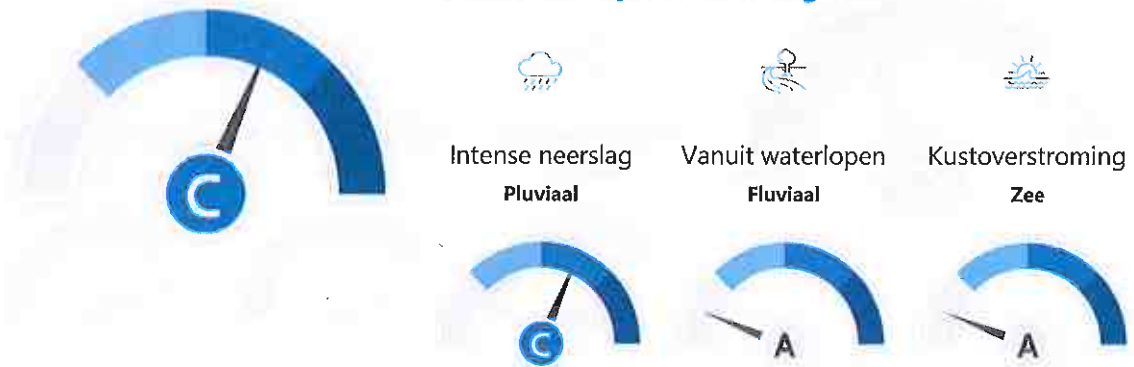 C
Intense neerslag Vanuit waterlopen Kustoverstroming
Pluviaal Fluviaal Zee
C A A